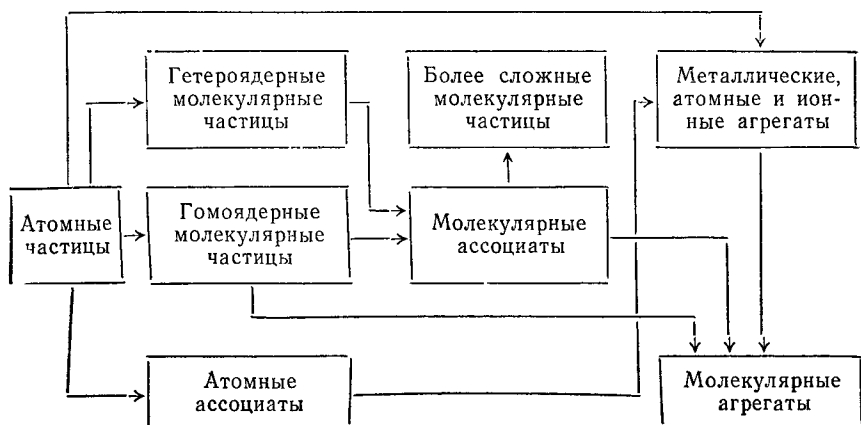 Гетероядерные
молекулярные
частицы
Более сложные
молекулярные
частицы
Металлические,
атомные и ион-
ные агрегаты
Атомные
частицы
Гомоядерные
молекулярные
частицы
Молекулярные
ассоциаты
Атомные
ассоциаты
Молекулярные
агрегаты